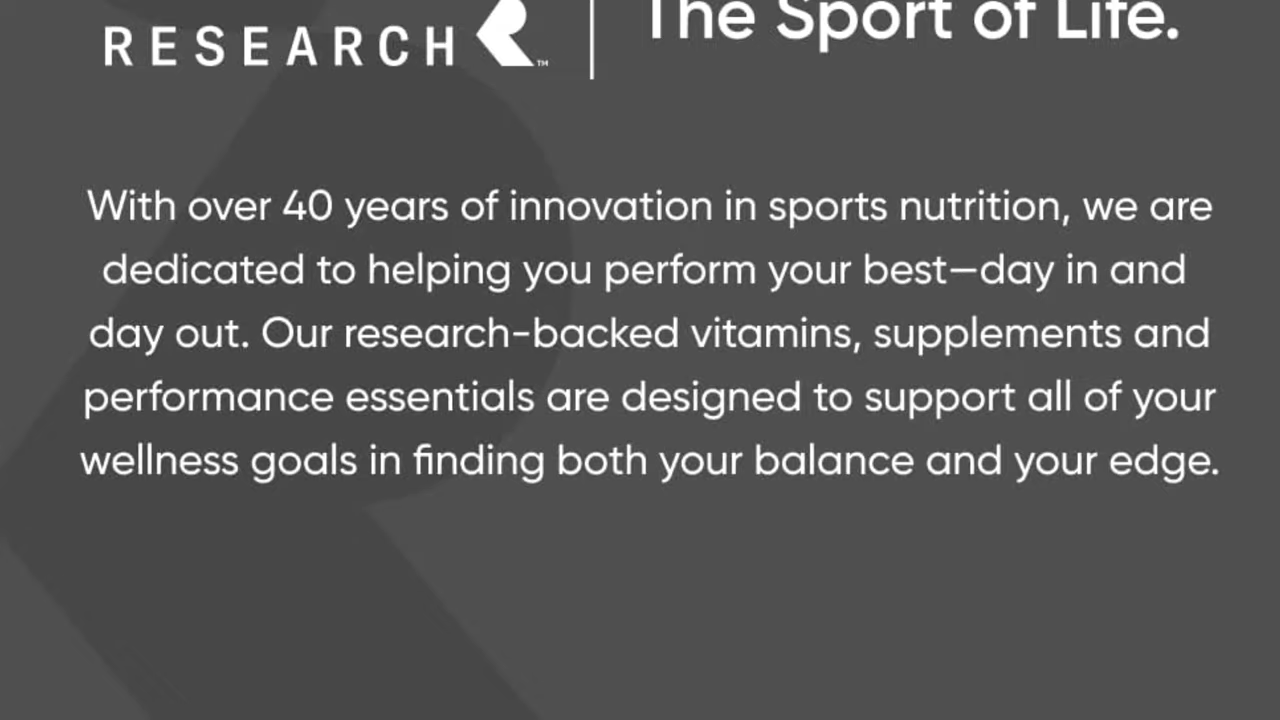 RESEARCH ™
The Sport of Life.
With over 40 years of innovation in sports nutrition, we are
dedicated to helping you perform your best—day in and
day out. Our research-backed vitamins, supplements and
performance essentials are designed to support all of your
wellness goals in finding both your balance and your edge.